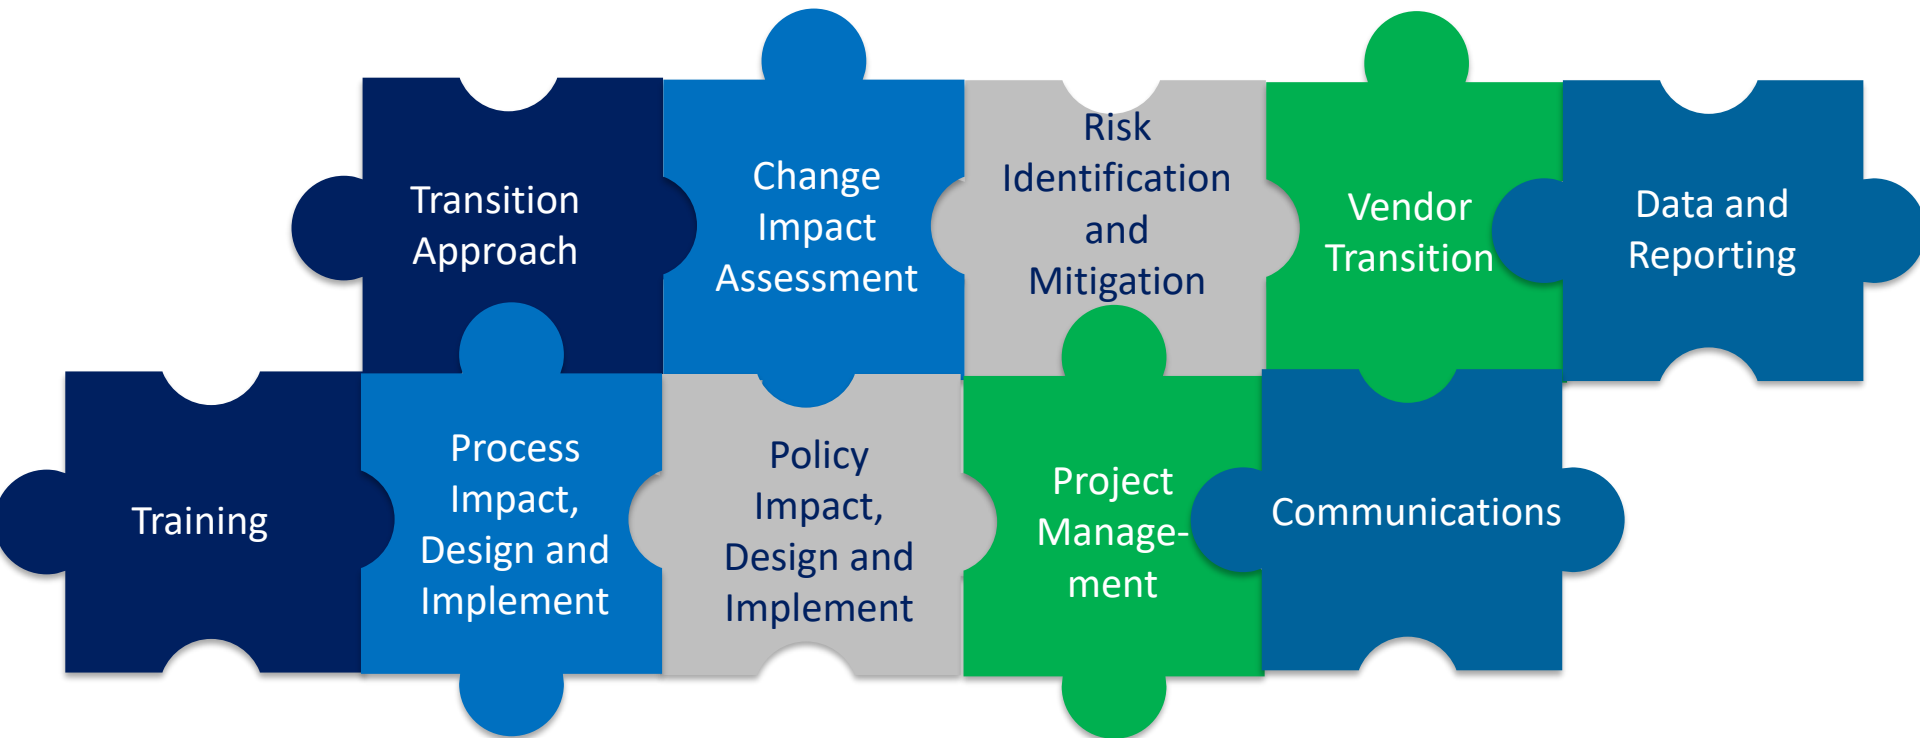 Transition
Approach
Change
Impact
Assessment
Risk
Identification
and
Mitigation
Vendor
Transition
Data and
Reporting
Training
Process
Impact,
Design and
Implement
Policy
Impact,
Design and
Implement
Project
Manage-
ment
Communications